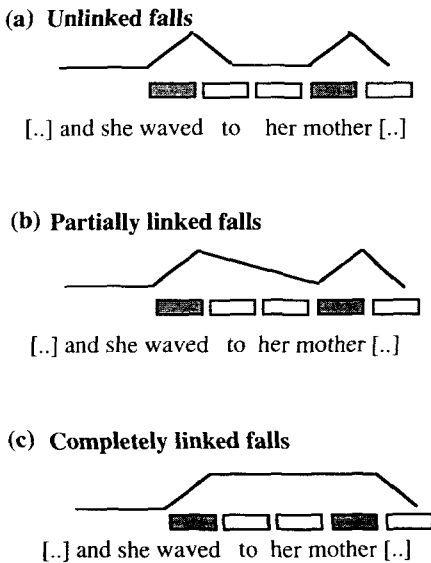 (a) Unlinked falls
[..] and she waved to her mother [..]
(b) Partially linked falls
[..] and she waved to her mother [..]
(c) Completely linked falls
[..] and she waved to her mother [..]